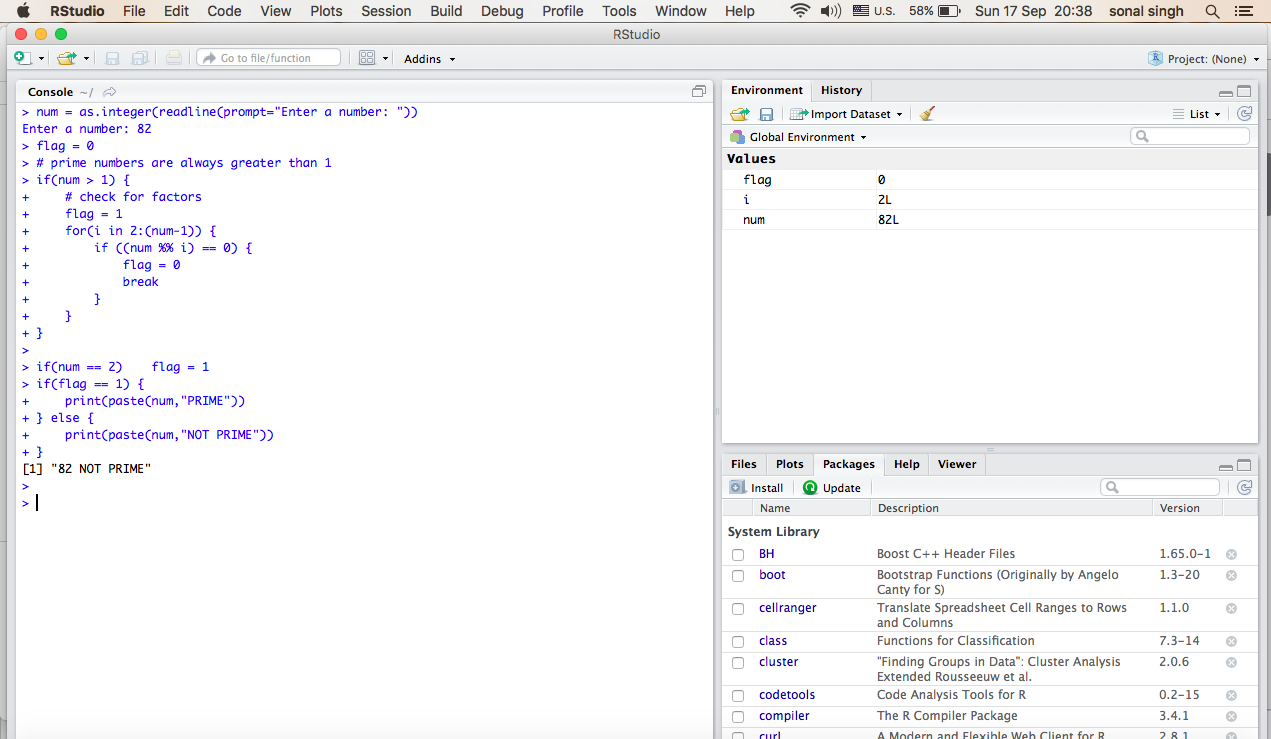 RStudio File Edit Code View Plots Session Build Debug Profile Tools Window Help U.S. 58% Sun 17 Sep 20:38 sonal singh
RStudio
Go to file/function Addins Project: (None)
Console ~/
> num = as.integer(readline(prompt="Enter a number: "))
Enter a number: 82
> flag = 0
> # prime numbers are always greater than 1
> if(num > 1) {
+     # check for factors
+     flag = 1
+     for(i in 2:(num-1)) {
+         if ((num %% i) == 0) {
+             flag = 0
+             break
+         }
+     }
+ }
>
> if(num == 2)    flag = 1
> if(flag == 1) {
+     print(paste(num,"PRIME"))
+ } else {
+     print(paste(num,"NOT PRIME"))
+ }
[1] "82 NOT PRIME"
>
>
Environment History
Import Dataset List
Global Environment
Values
flag 0
i 2L
num 82L
Files Plots Packages Help Viewer
Install Update
Name Description Version
System Library
BH Boost C++ Header Files 1.65.0-1
boot Bootstrap Functions (Originally by Angelo 1.3-20
Canty for S)
cellranger Translate Spreadsheet Cell Ranges to Rows 1.1.0
and Columns
class Functions for Classification 7.3-14
cluster "Finding Groups in Data": Cluster Analysis 2.0.6
Extended Rousseeuw et al.
codetools Code Analysis Tools for R 0.2-15
compiler The R Compiler Package 3.4.1
curl A Modern and Flexible Web Client for R 2.8.1